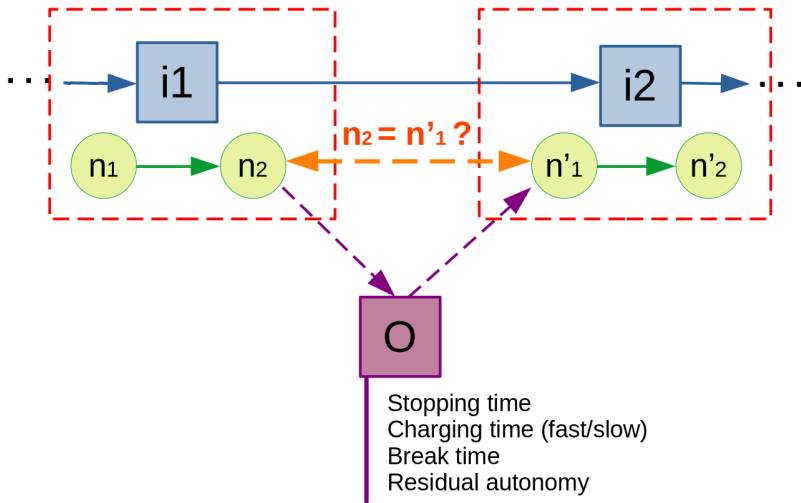 ... i1 i2 ...
n₂ = n'₁ ?
n₁ n₂ n'₁ n'₂
O
Stopping time
Charging time (fast/slow)
Break time
Residual autonomy